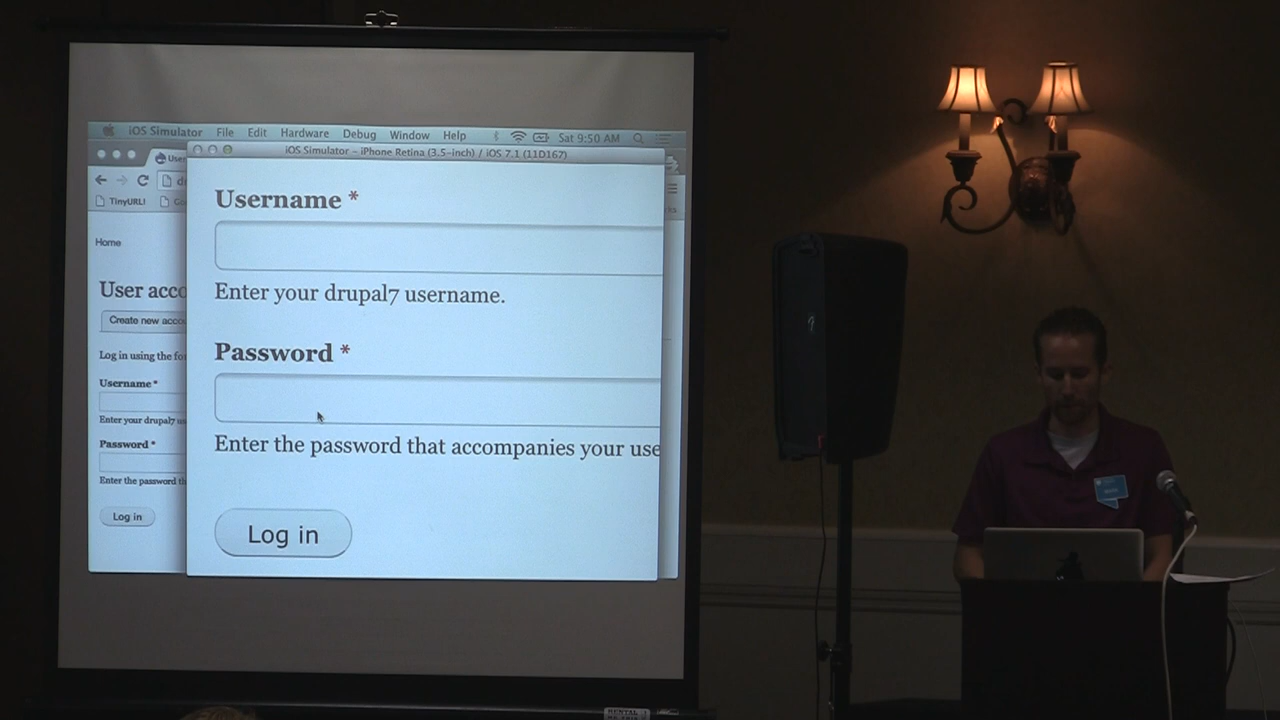 iOS Simulator File Edit Hardware Debug Window Help Sat 9:50 AM
iOS Simulator – iPhone Retina (3.5-inch) / iOS 7.1 (11D167)
TinyURL!
Home
User acco
Create new acco
Log in using the fo
Username *
Enter your drupal7 us
Password *
Enter the password th
Log in
Username *
Enter your drupal7 username.
Password *
Enter the password that accompanies your use
Log in
RENTAL